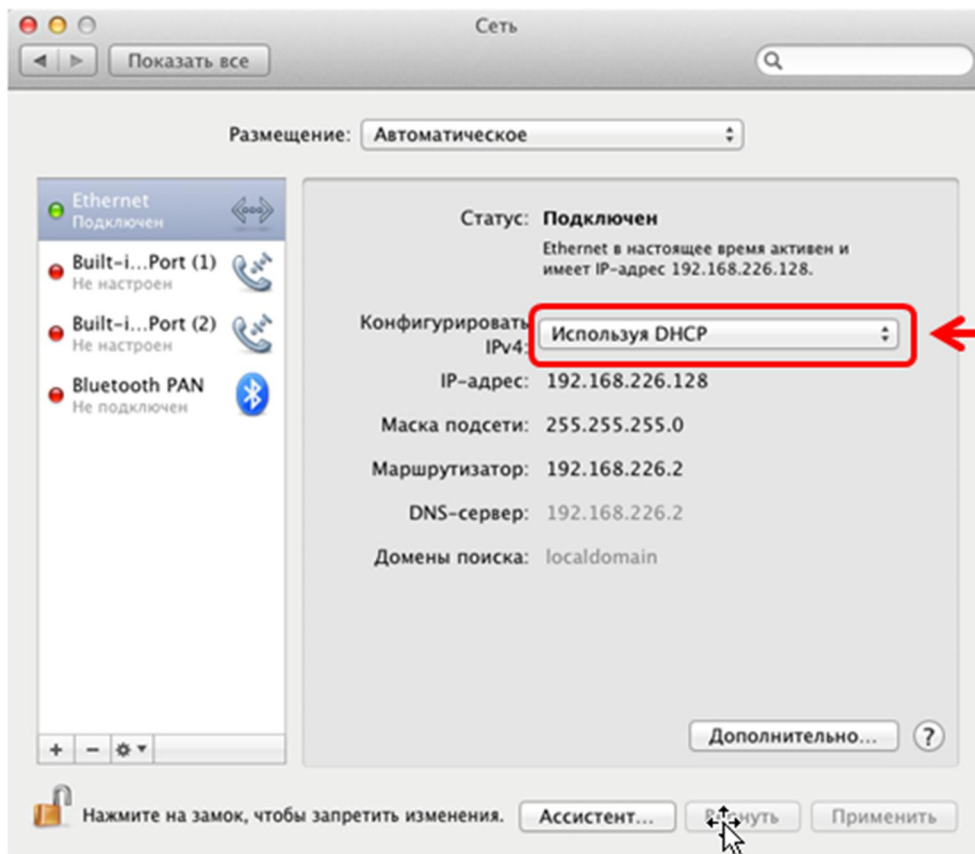 Сеть
Показать все
Размещение: Автоматическое
Ethernet
Подключен
Built-i...Port (1)
Не настроен
Built-i...Port (2)
Не настроен
Bluetooth PAN
Не подключен
Статус: Подключен
Ethernet в настоящее время активен и
имеет IP-адрес 192.168.226.128.
Конфигурировать
IPv4: Используя DHCP
IP-адрес: 192.168.226.128
Маска подсети: 255.255.255.0
Маршрутизатор: 192.168.226.2
DNS-сервер: 192.168.226.2
Домены поиска: localdomain
Дополнительно... ?
Нажмите на замок, чтобы запретить изменения.
Ассистент... Применить